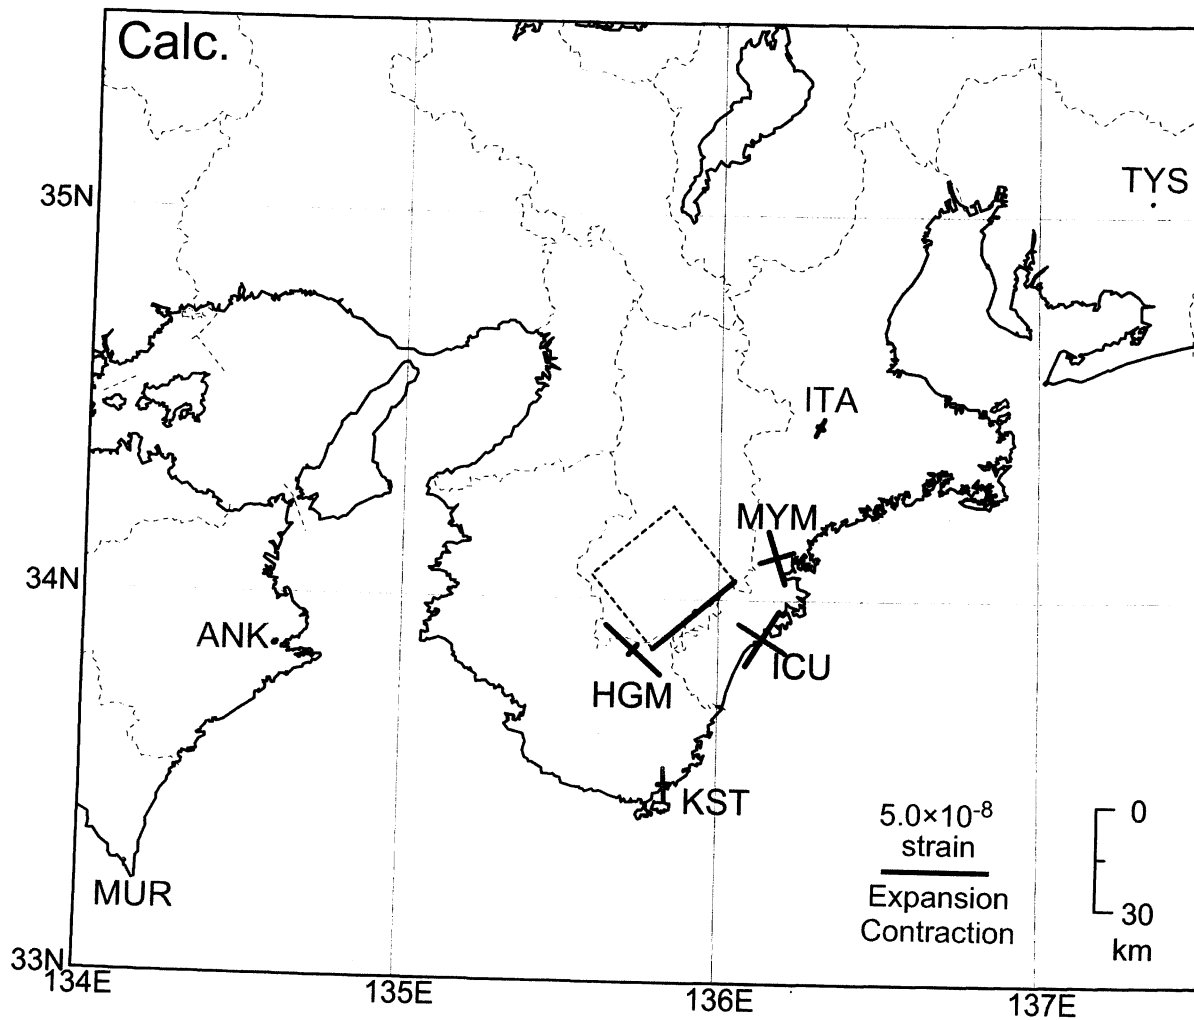 Calc.
35N
TYS
ITA
MYM
34N
ANK
ICU
HGM
KST
5.0×10-8
strain
0
MUR
Expansion
Contraction
30
km
33N
134E
135E
136E
137E